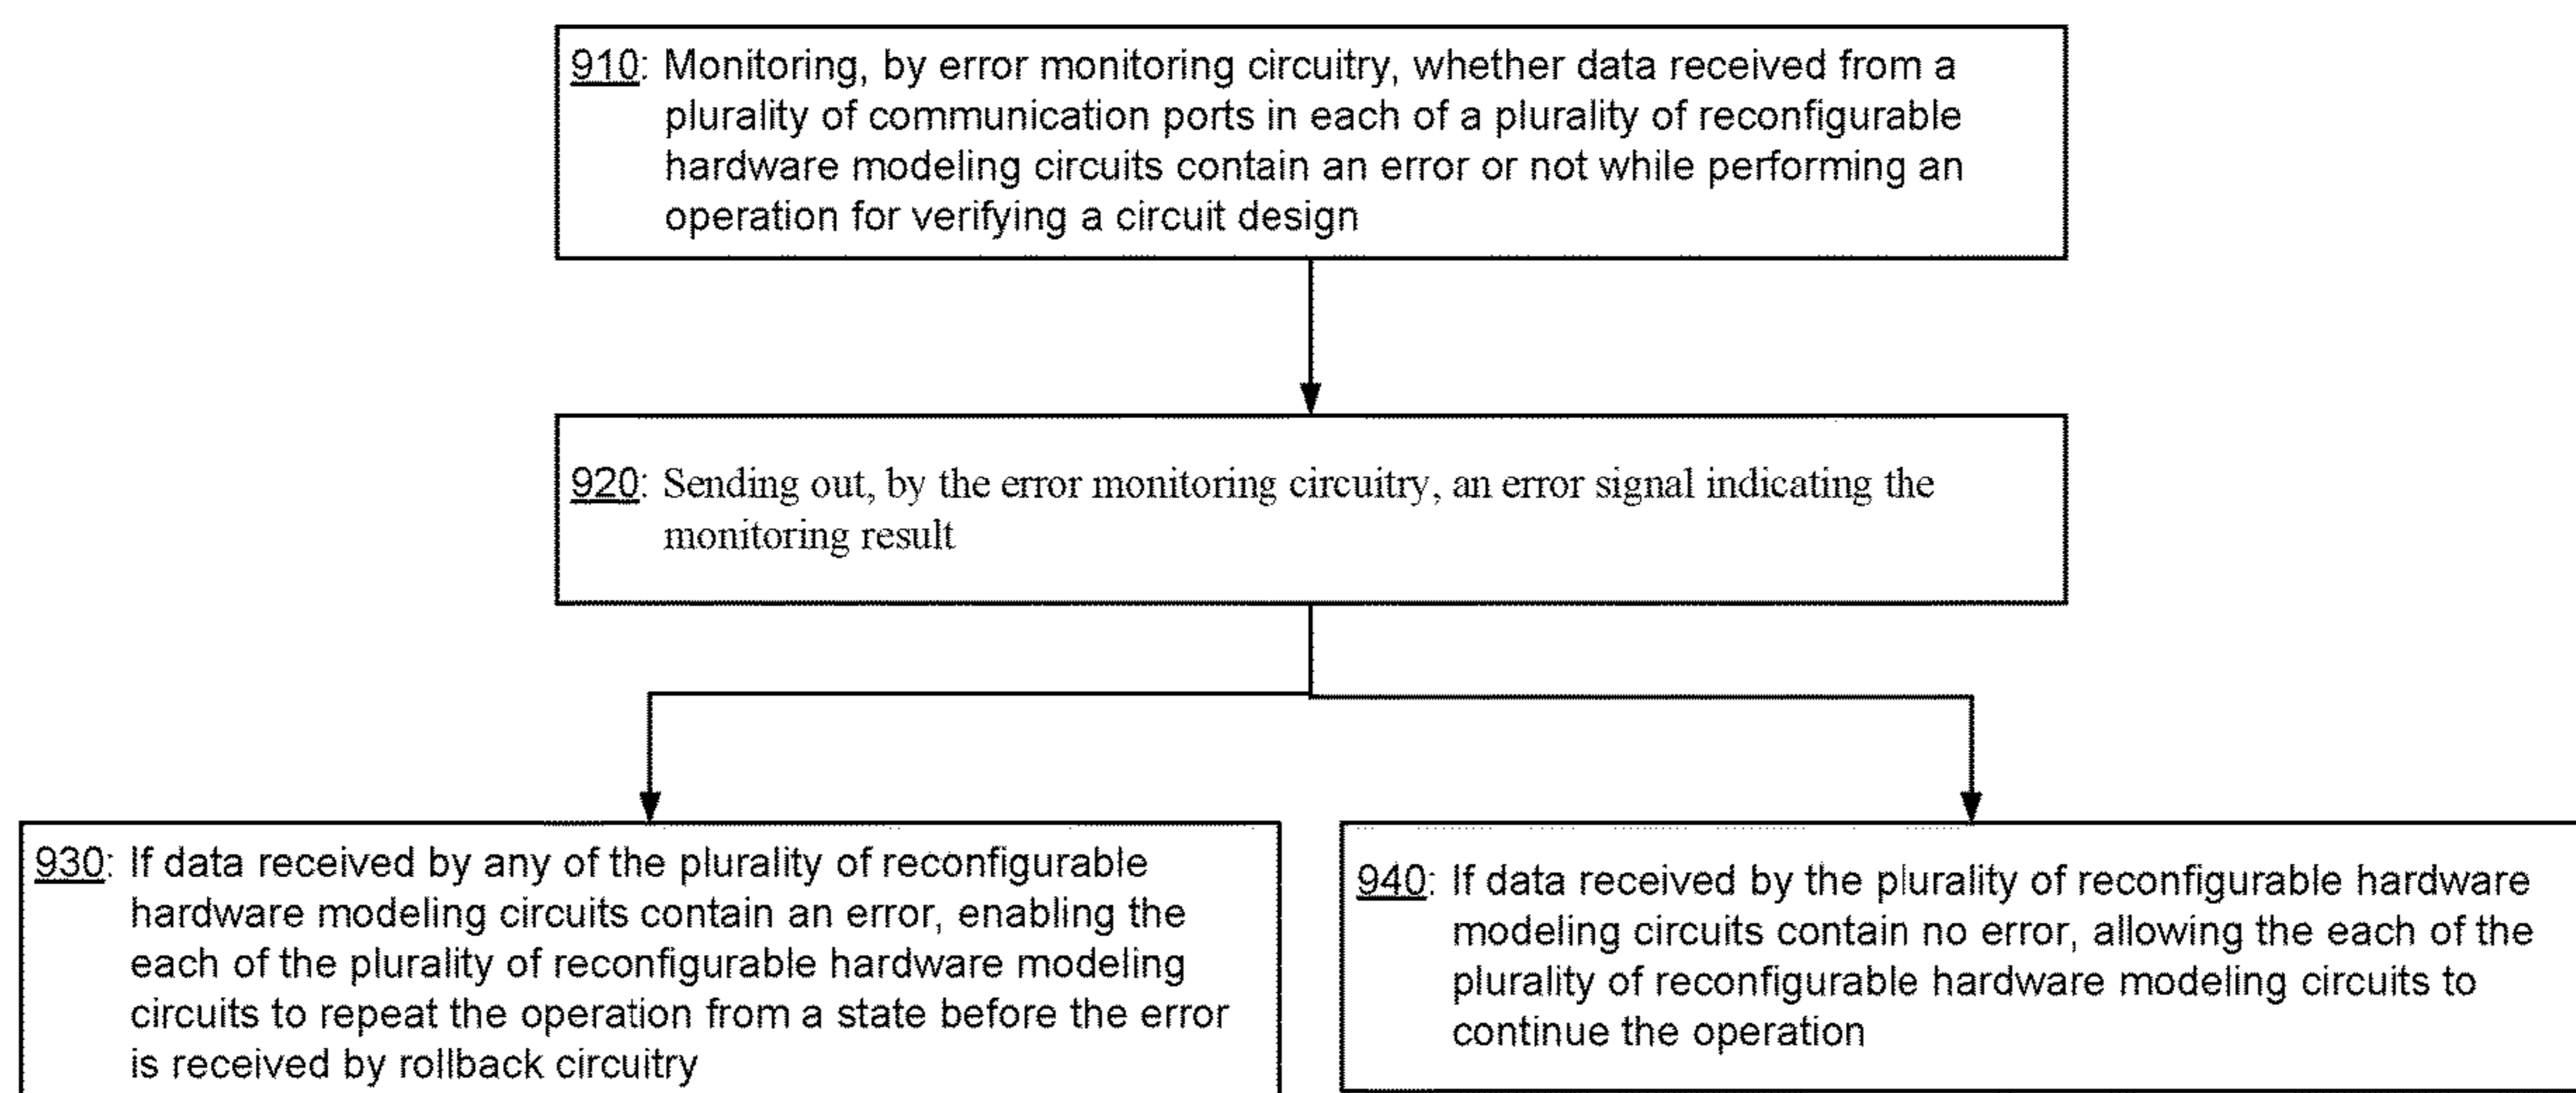 910: Monitoring, by error monitoring circuitry, whether data received from a
plurality of communication ports in each of a plurality of reconfigurable
hardware modeling circuits contain an error or not while performing an
operation for verifying a circuit design
920: Sending out, by the error monitoring circuitry, an error signal indicating the
monitoring result
930: If data received by any of the plurality of reconfigurable
hardware modeling circuits contain an error, enabling the
each of the plurality of reconfigurable hardware modeling
circuits to repeat the operation from a state before the error
is received by rollback circuitry
940: If data received by the plurality of reconfigurable hardware
modeling circuits contain no error, allowing the each of the
plurality of reconfigurable hardware modeling circuits to
continue the operation